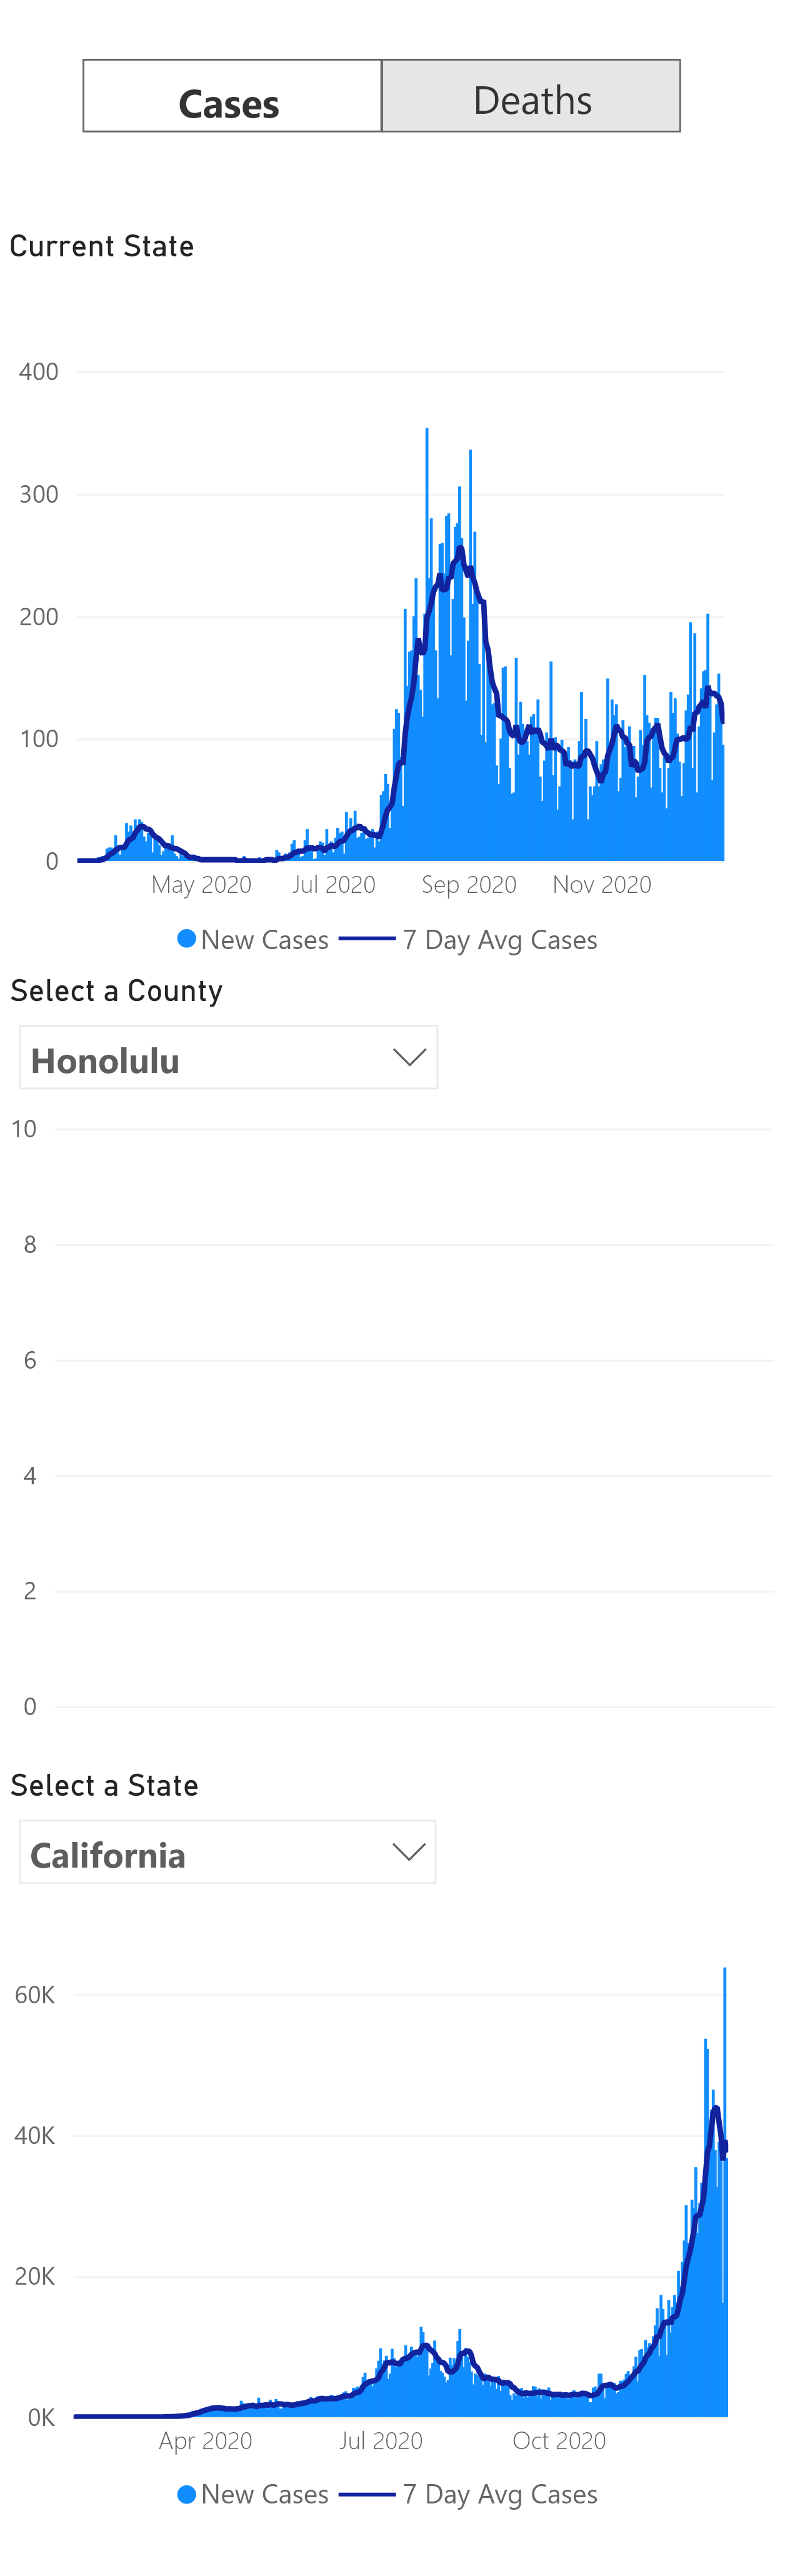 Cases Deaths
Current State
400
300
200
100
0
May 2020 Jul 2020 Sep 2020 Nov 2020
New Cases 7 Day Avg Cases
Select a County
Honolulu
10
8
6
4
2
0
Select a State
California
60K
40K
20K
0K
Apr 2020 Jul 2020 Oct 2020
New Cases 7 Day Avg Cases